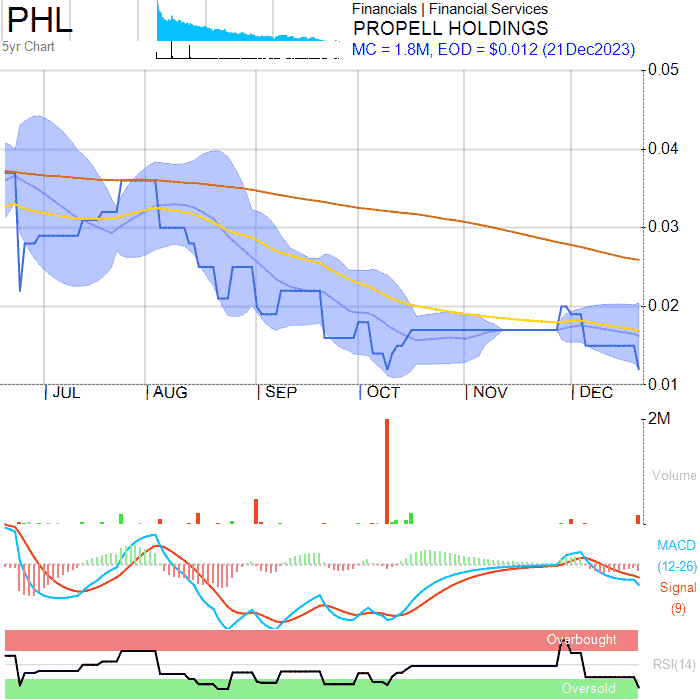 PHL
5yr Chart
Financials | Financial Services
PROPELL HOLDINGS
MC = 1.8M, EOD = $0.012 (21Dec2023)
0.05
0.04
0.03
0.02
0.01
JUL AUG SEP OCT NOV DEC
2M
Volume
MACD
(12-26)
Signal
(9)
Overbought
RSI(14)
Oversold